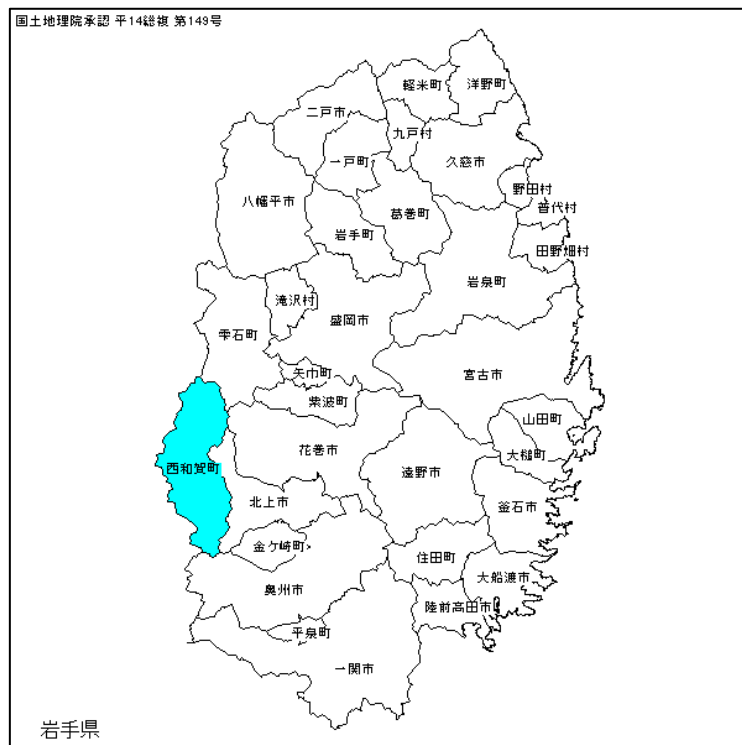 国土地理院承認 平14総複 第149号
軽米町
洋野町
二戸市
九戸村
一戸町
久慈市
野田村
八幡平市
葛巻町
普代村
岩手町
田野畑村
岩泉町
滝沢村
盛岡市
雫石町
矢巾町
宮古市
紫波町
山田町
花巻市
大槌町
西和賀町
遠野市
北上市
釜石市
金ケ崎町
住田町
大船渡市
奥州市
陸前高田市
平泉町
一関市
岩手県